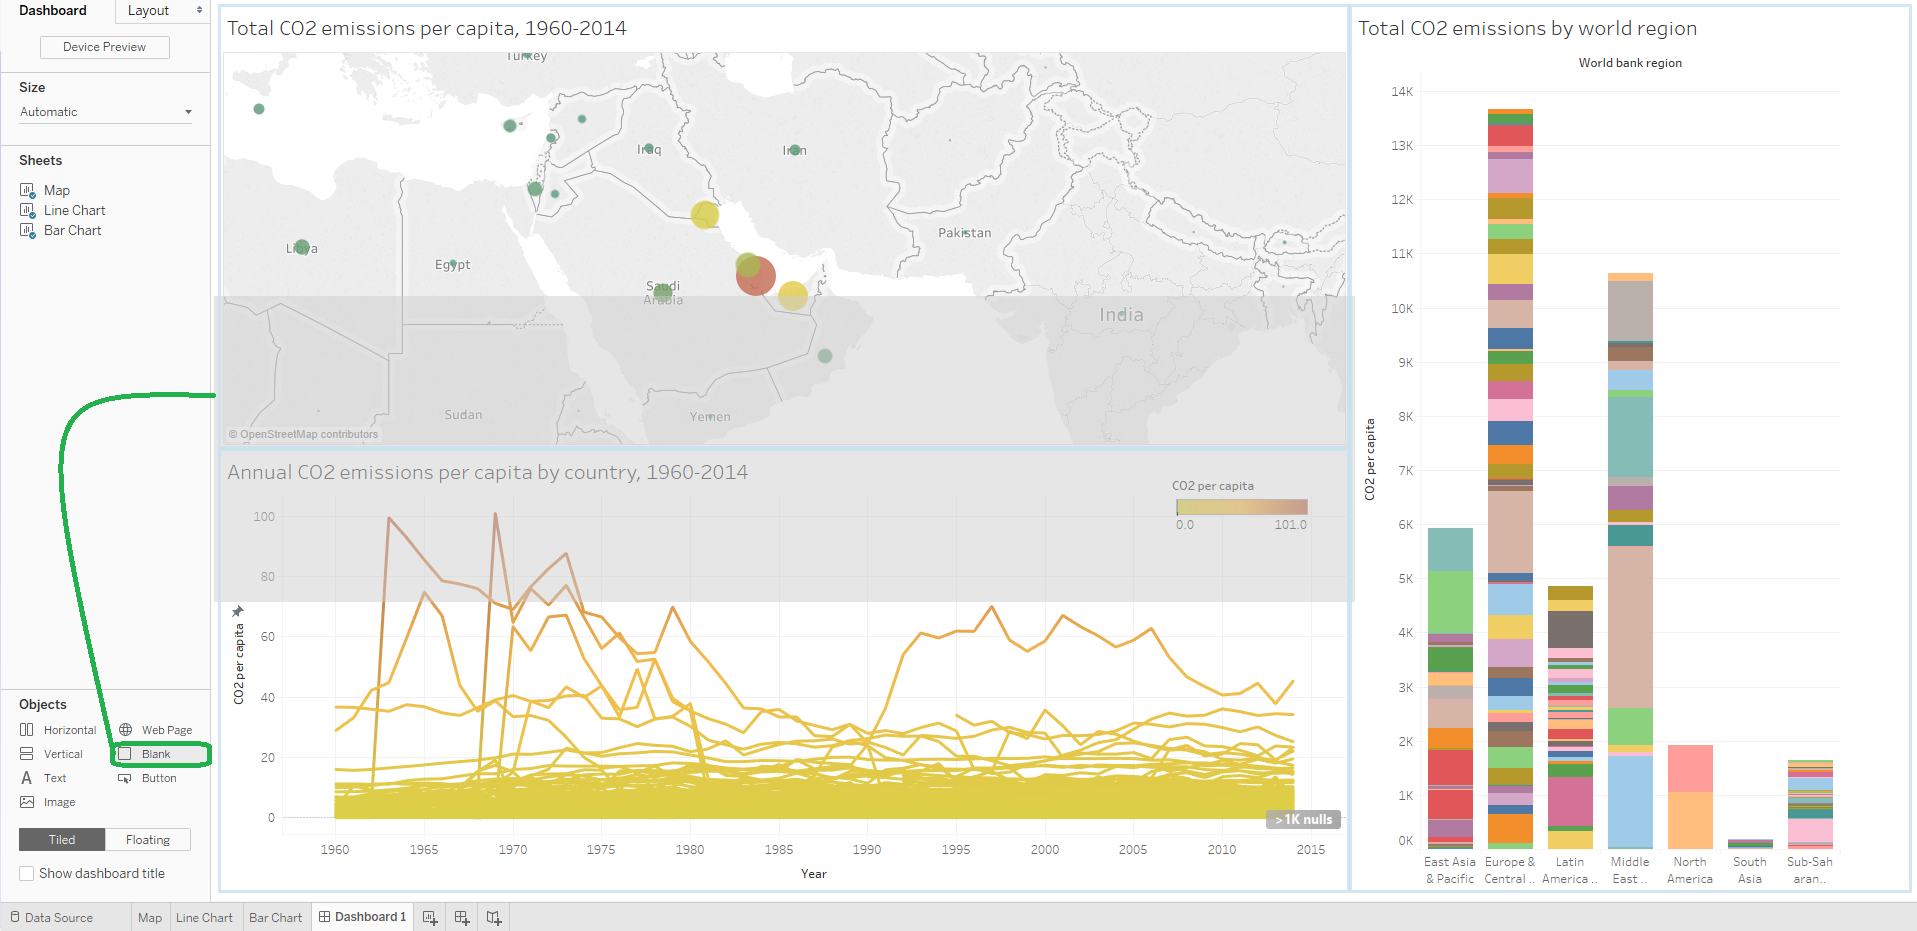 Dashboard
Layout
Device Preview
Size
Automatic
Sheets
Map
Line Chart
Bar Chart
Objects
Horizontal
Web Page
Vertical
Blank
Text
Button
Image
Tiled
Floating
Show dashboard title
Total CO2 emissions per capita, 1960-2014
Turkey
Iraq
Iran
Libya
Egypt
Saudi
Arabia
Pakistan
India
Sudan
Yemen
© OpenStreetMap contributors
Annual CO2 emissions per capita by country, 1960-2014
CO2 per capita
0.0
101.0
100
80
60
40
20
0
CO2 per capita
>1K nulls
1960
1965
1970
1975
1980
1985
1990
1995
2000
2005
2010
2015
Year
Total CO2 emissions by world region
World bank region
14K
13K
12K
11K
10K
9K
8K
7K
6K
5K
4K
3K
2K
1K
0K
CO2 per capita
East Asia
& Pacific
Europe &
Central ..
Latin
America ..
Middle
East ..
North
America
South
Asia
Sub-Sah
aran..
Data Source
Map
Line Chart
Bar Chart
Dashboard 1